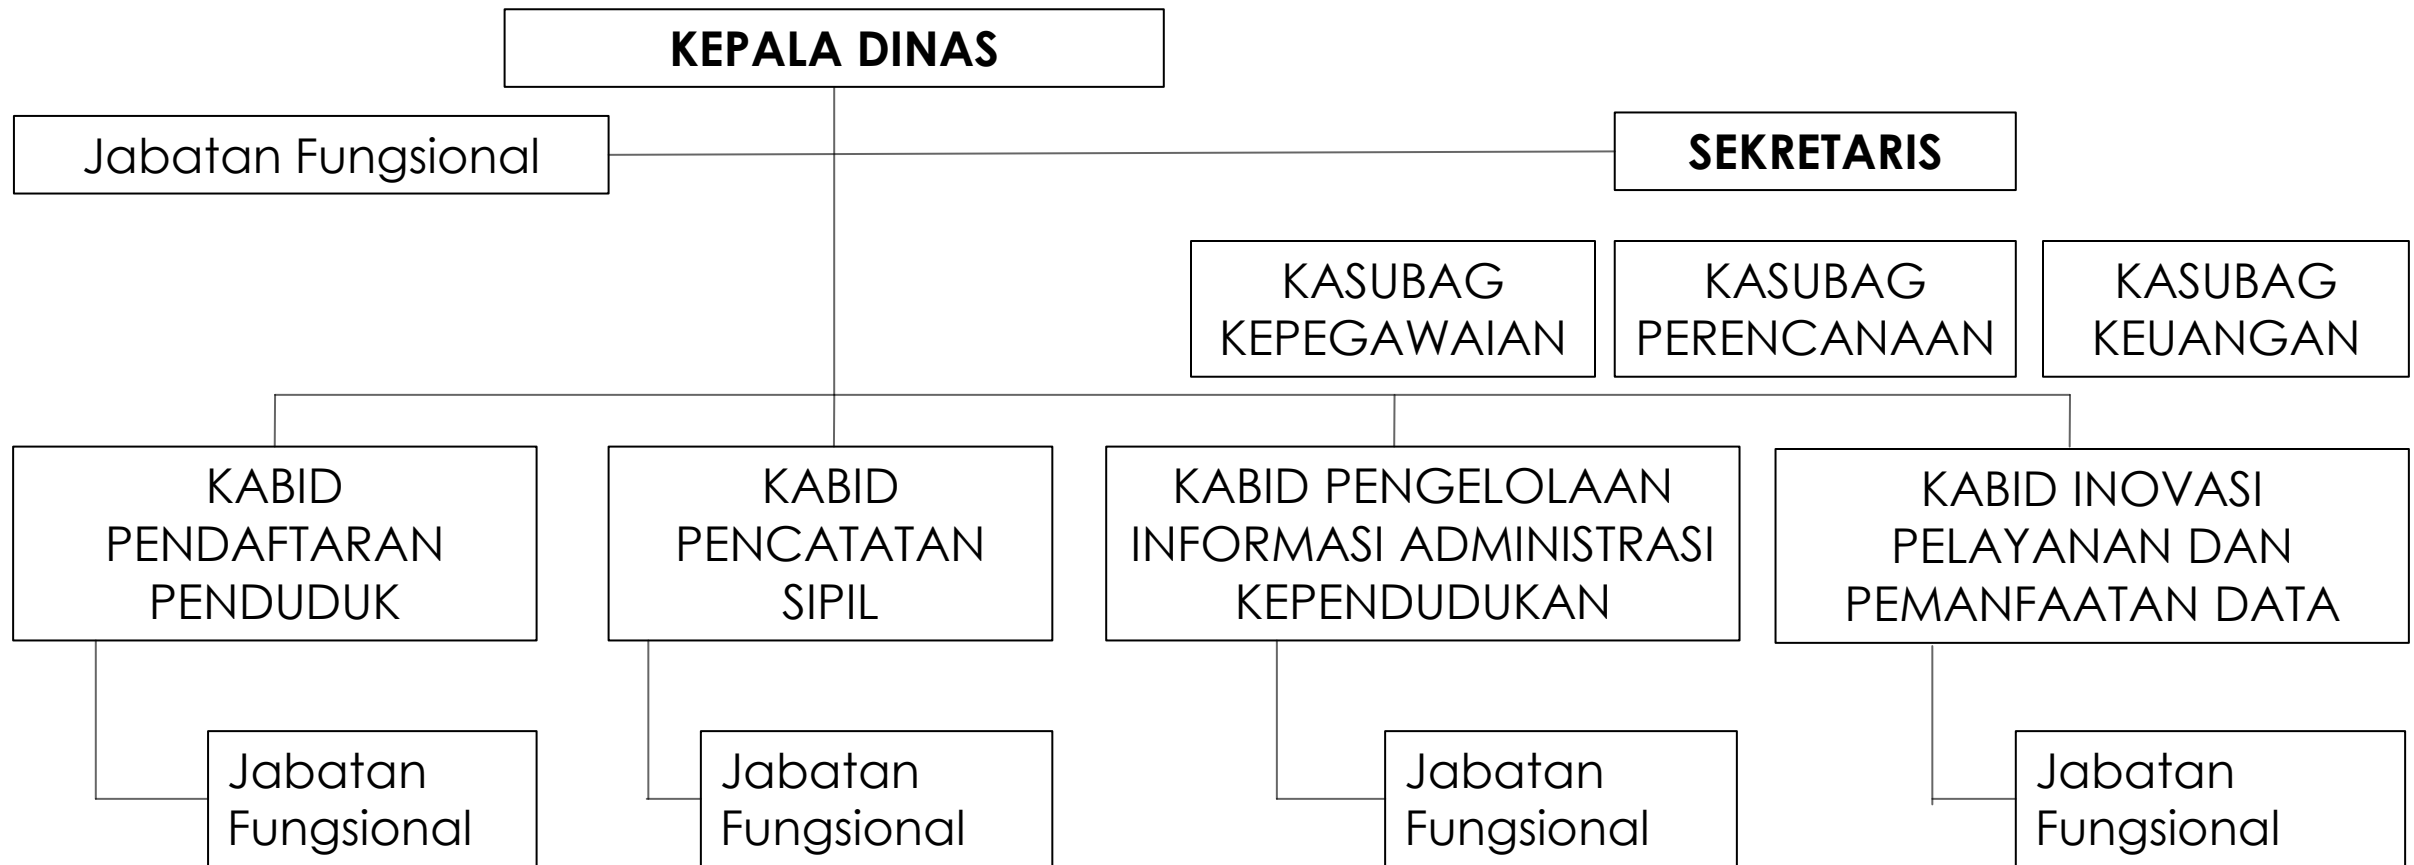 KEPALA DINAS
Jabatan Fungsional
SEKRETARIS
KASUBAG
KEPEGAWAIAN
KASUBAG
PERENCANAAN
KASUBAG
KEUANGAN
KABID
PENDAFTARAN
PENDUDUK
KABID
PENCATATAN
SIPIL
KABID PENGELOLAAN
INFORMASI ADMINISTRASI
KEPENDUDUKAN
KABID INOVASI
PELAYANAN DAN
PEMANFAATAN DATA
Jabatan
Fungsional
Jabatan
Fungsional
Jabatan
Fungsional
Jabatan
Fungsional